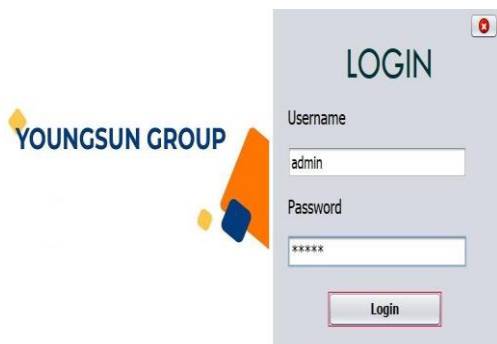 YOUNGSUN GROUP
LOGIN
Username
admin
Password
*****
Login